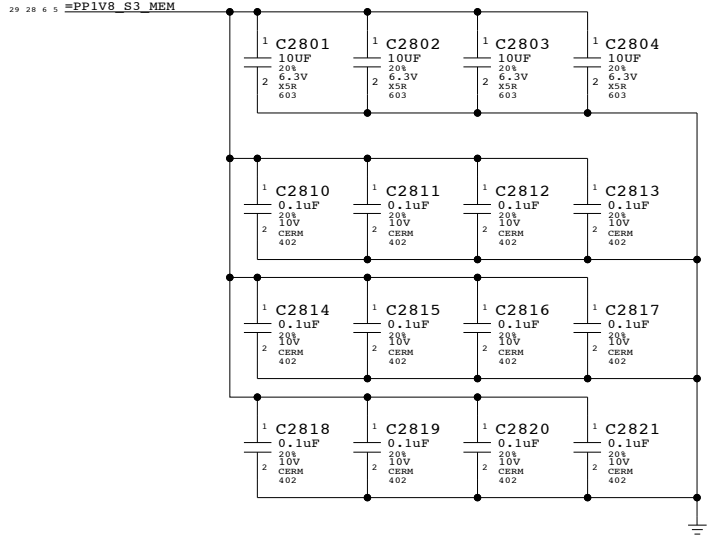 29 28 6 5 =PP1V8_S3_MEM
1 C2801
10UF
20%
2 6.3V
X5R
603
1 C2802
10UF
20%
2 6.3V
X5R
603
1 C2803
10UF
20%
2 6.3V
X5R
603
1 C2804
10UF
20%
2 6.3V
X5R
603
1 C2810
0.1uF
20%
2 10V
CERM
402
1 C2811
0.1uF
20%
2 10V
CERM
402
1 C2812
0.1uF
20%
2 10V
CERM
402
1 C2813
0.1uF
20%
2 10V
CERM
402
1 C2814
0.1uF
20%
2 10V
CERM
402
1 C2815
0.1uF
20%
2 10V
CERM
402
1 C2816
0.1uF
20%
2 10V
CERM
402
1 C2817
0.1uF
20%
2 10V
CERM
402
1 C2818
0.1uF
20%
2 10V
CERM
402
1 C2819
0.1uF
20%
2 10V
CERM
402
1 C2820
0.1uF
20%
2 10V
CERM
402
1 C2821
0.1uF
20%
2 10V
CERM
402